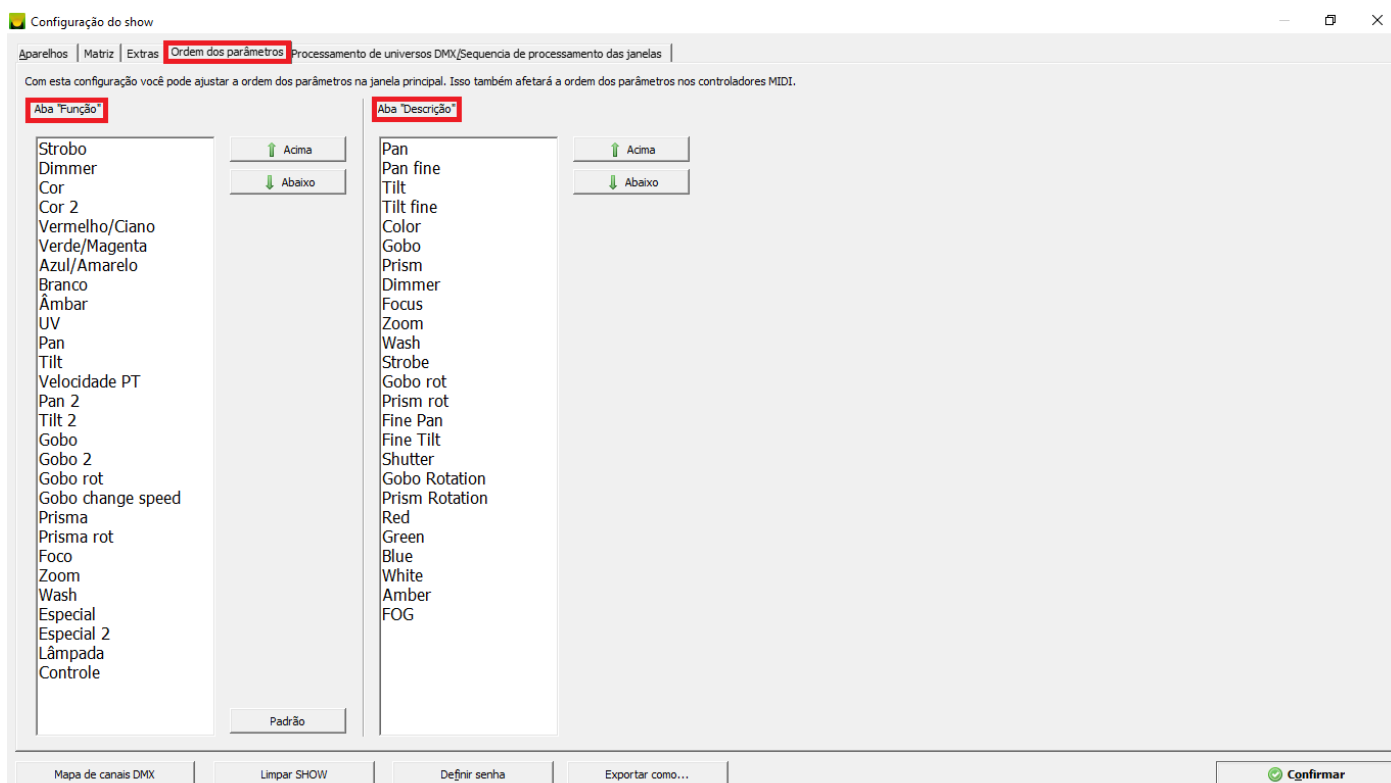 Configuração do show
Aparelhos Matriz Extras Ordem dos parâmetros Processamento de universos DMX/Sequencia de processamento das janelas
Com esta configuração você pode ajustar a ordem dos parâmetros na janela principal. Isso também afetará a ordem dos parâmetros nos controladores MIDI.
Aba "Função"
Strobo
Dimmer
Cor
Cor 2
Vermelho/Ciano
Verde/Magenta
Azul/Amarelo
Branco
Âmbar
UV
Pan
Tilt
Velocidade PT
Pan 2
Tilt 2
Gobo
Gobo 2
Gobo rot
Gobo change speed
Prisma
Prisma rot
Foco
Zoom
Wash
Especial
Especial 2
Lâmpada
Controle
Acima
Abaixo
Padrão
Aba "Descrição"
Pan
Pan fine
Tilt
Tilt fine
Color
Gobo
Prism
Dimmer
Focus
Zoom
Wash
Strobe
Gobo rot
Prism rot
Fine Pan
Fine Tilt
Shutter
Gobo Rotation
Prism Rotation
Red
Green
Blue
White
Amber
FOG
Acima
Abaixo
Mapa de canais DMX Limpar SHOW Definir senha Exportar como... Confirmar